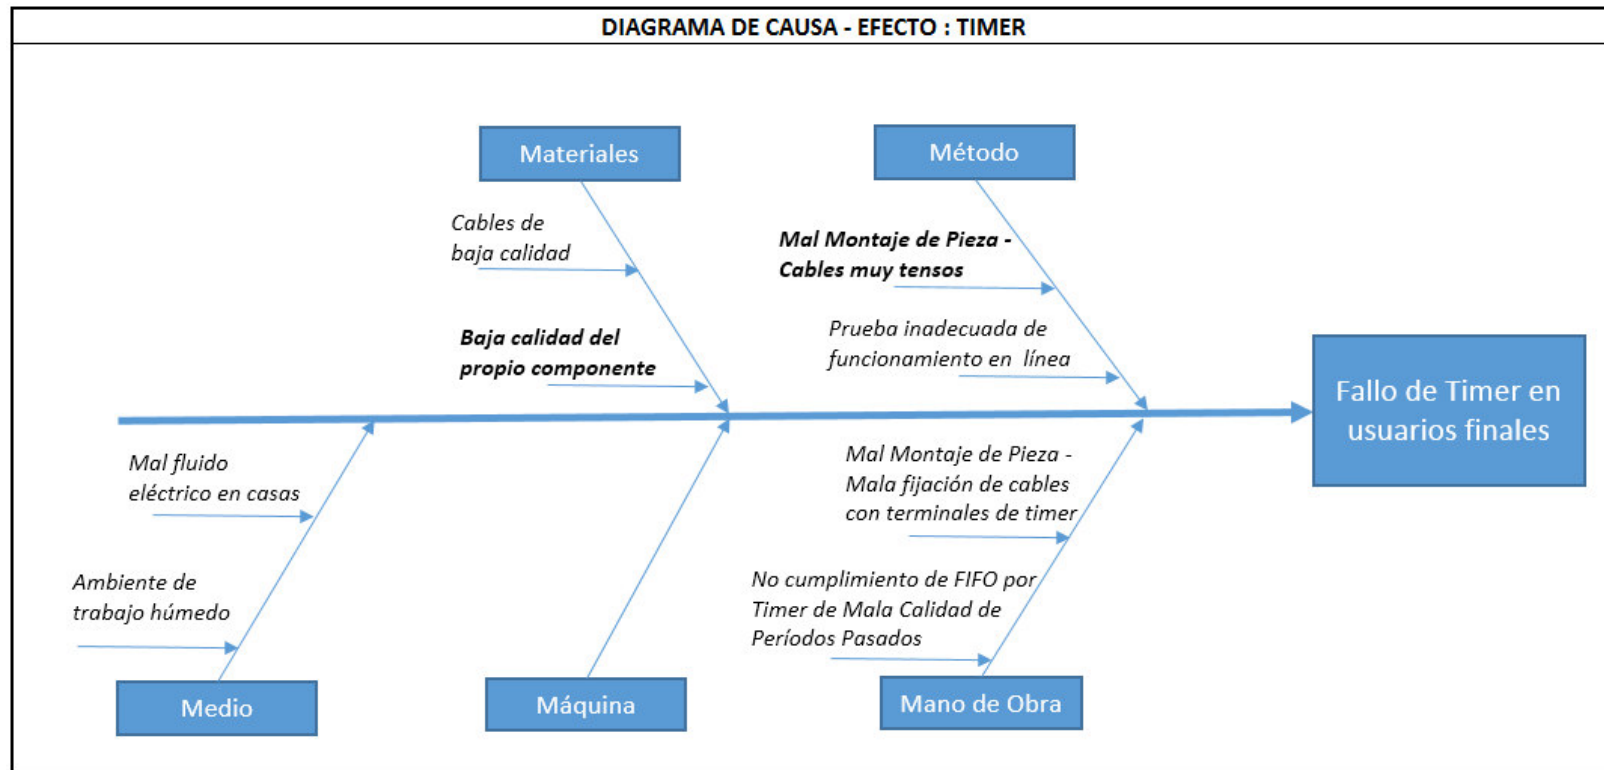 DIAGRAMA DE CAUSA - EFECTO : TIMER
Materiales
Método
Cables de
baja calidad
Mal Montaje de Pieza -
Cables muy tensos
Baja calidad del
propio componente
Prueba inadecuada de
funcionamiento en línea
Fallo de Timer en
usuarios finales
Mal fluido
eléctrico en casas
Mal Montaje de Pieza -
Mala fijación de cables
con terminales de timer
Ambiente de
trabajo húmedo
No cumplimiento de FIFO por
Timer de Mala Calidad de
Períodos Pasados
Medio
Máquina
Mano de Obra